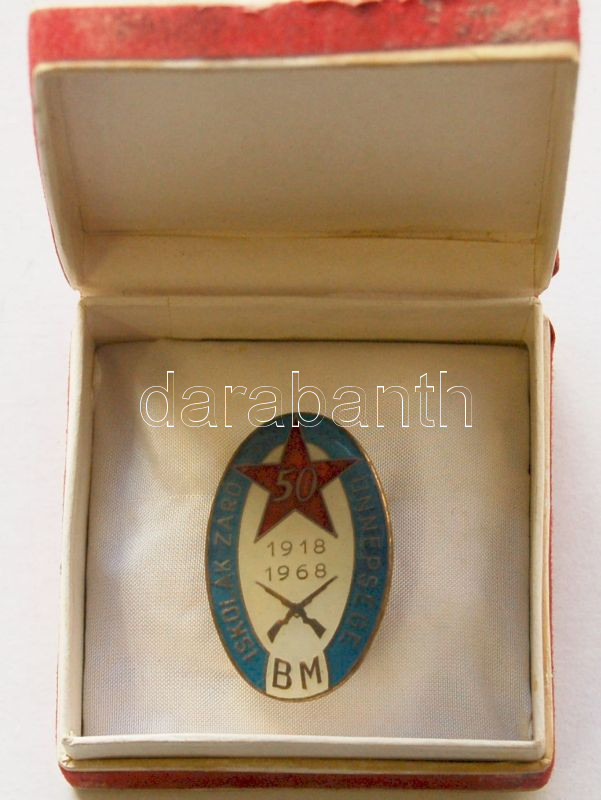 darabanth
50
ISKOLÁK ZÁRÓ ÜNNEPSÉGE
1918
1968
BM